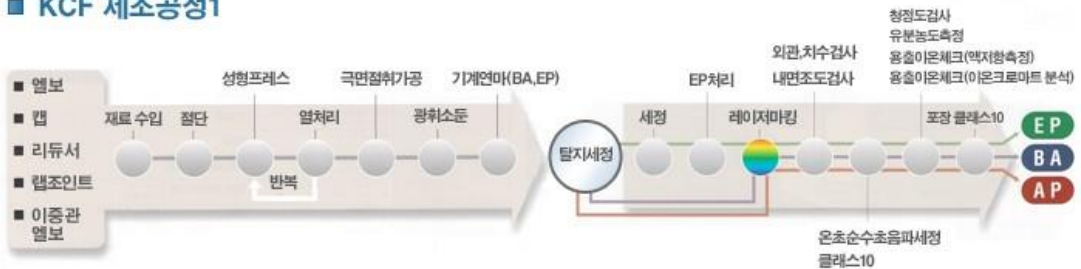 ■ KCF 제조공정1
■ 엘보
■ 캡
■ 리듀서
■ 랩조인트
■ 이중관
엘보
재료 수입
절단
성형프레스
열처리
반복
극면절취가공
광휘소둔
기계연마(BA,EP)
탈지세정
세정
EP처리
레이저마킹
외관,치수검사
내면조도검사
온초순수초음파세정
클래스10
청정도검사
유분농도측정
용출이온체크(액저항측정)
용출이온체크(이온크로마트 분석)
포장 클래스10
EP
BA
AP